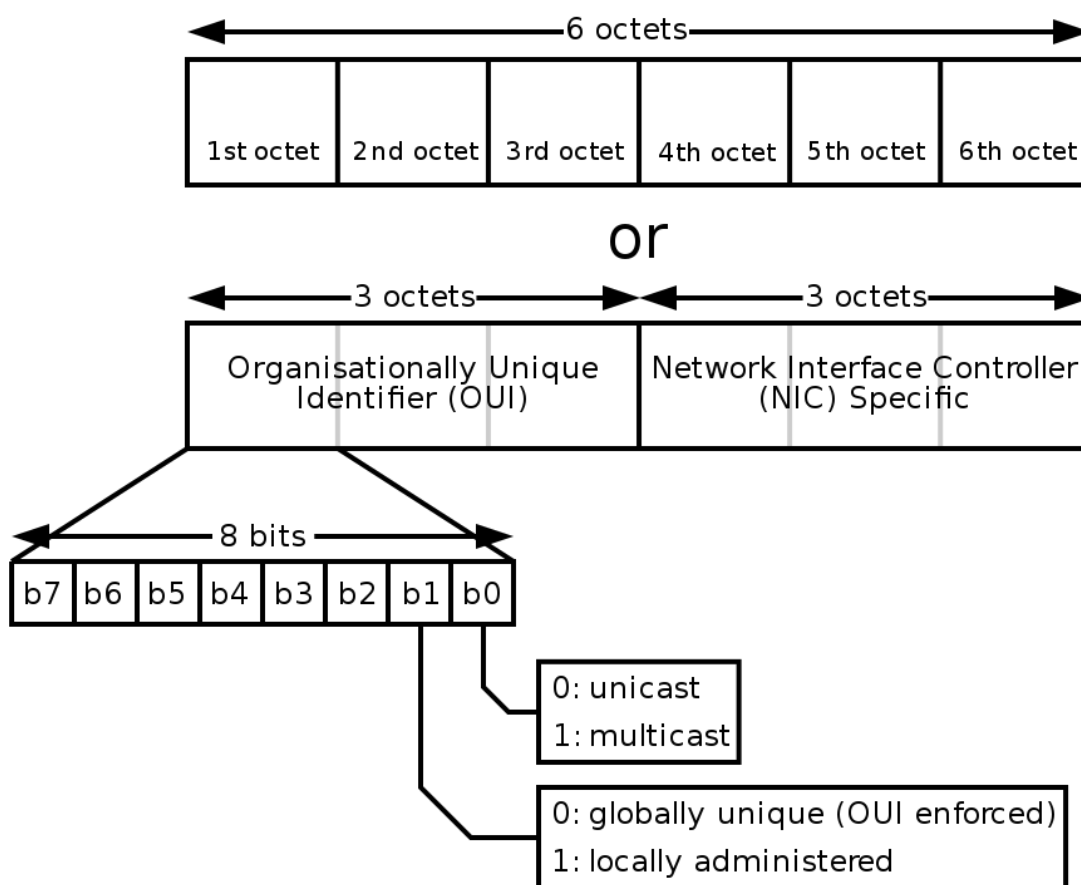 6 octets
1st octet 2nd octet 3rd octet 4th octet 5th octet 6th octet
or
3 octets 3 octets
Organisationally Unique Identifier (OUI)
Network Interface Controller (NIC) Specific
8 bits
b7 b6 b5 b4 b3 b2 b1 b0
0: unicast
1: multicast
0: globally unique (OUI enforced)
1: locally administered